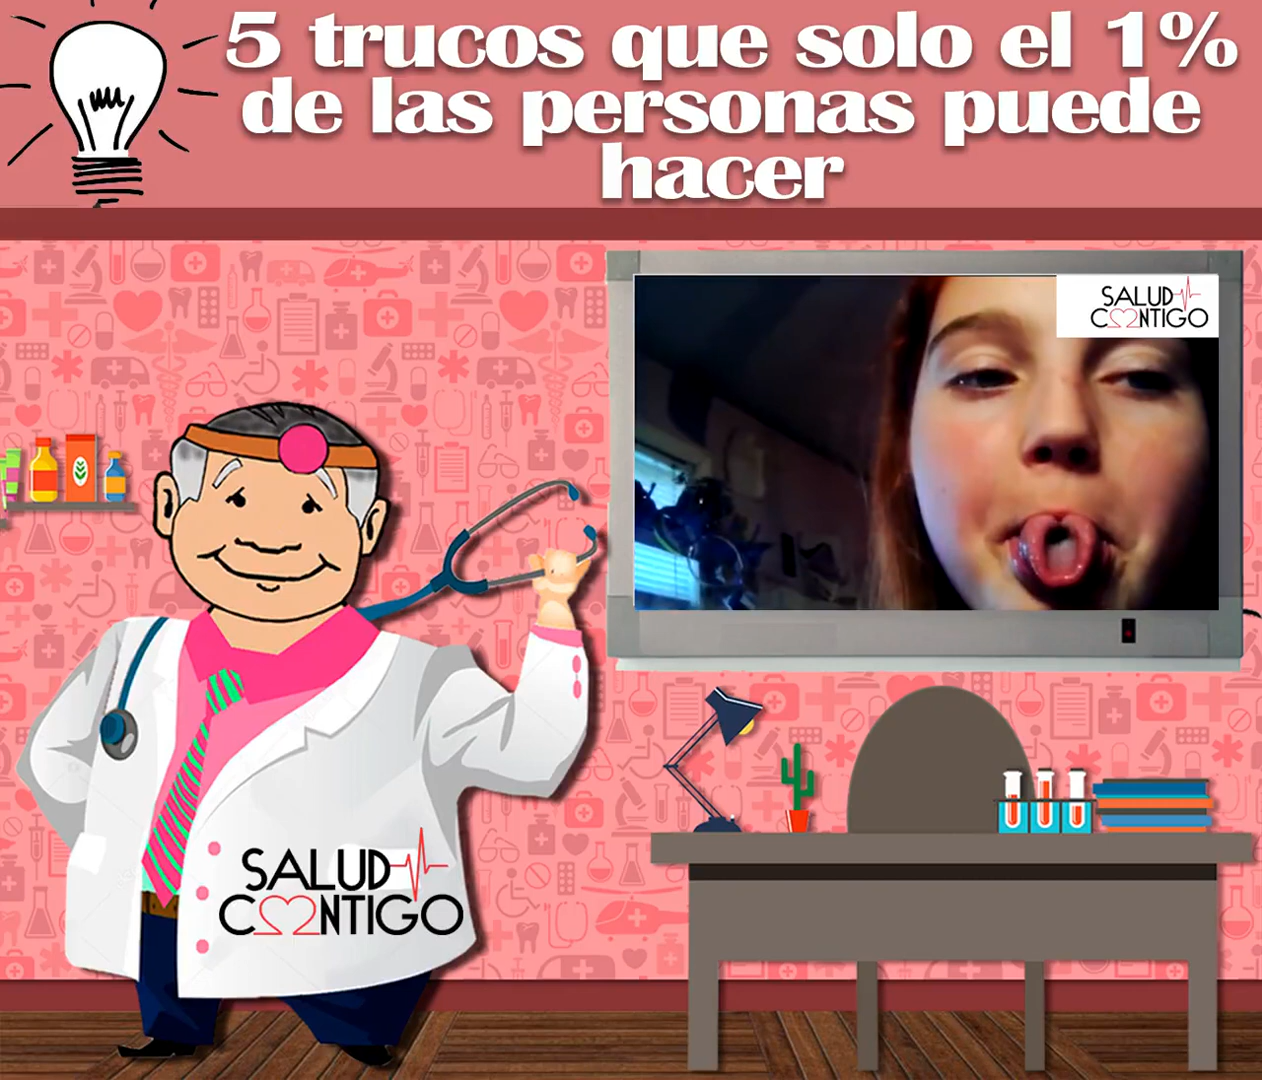 5 trucos que solo el 1%
de las personas puede
hacer
SALUD
CONTIGO
SALUD
CONTIGO